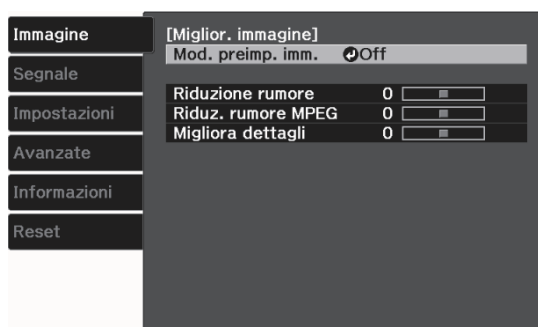 Immagine
Segnale
Impostazioni
Avanzate
Informazioni
Reset
[Miglior. immagine]
Mod. preimp. imm. Off
Riduzione rumore 0
Riduz. rumore MPEG 0
Migliora dettagli 0